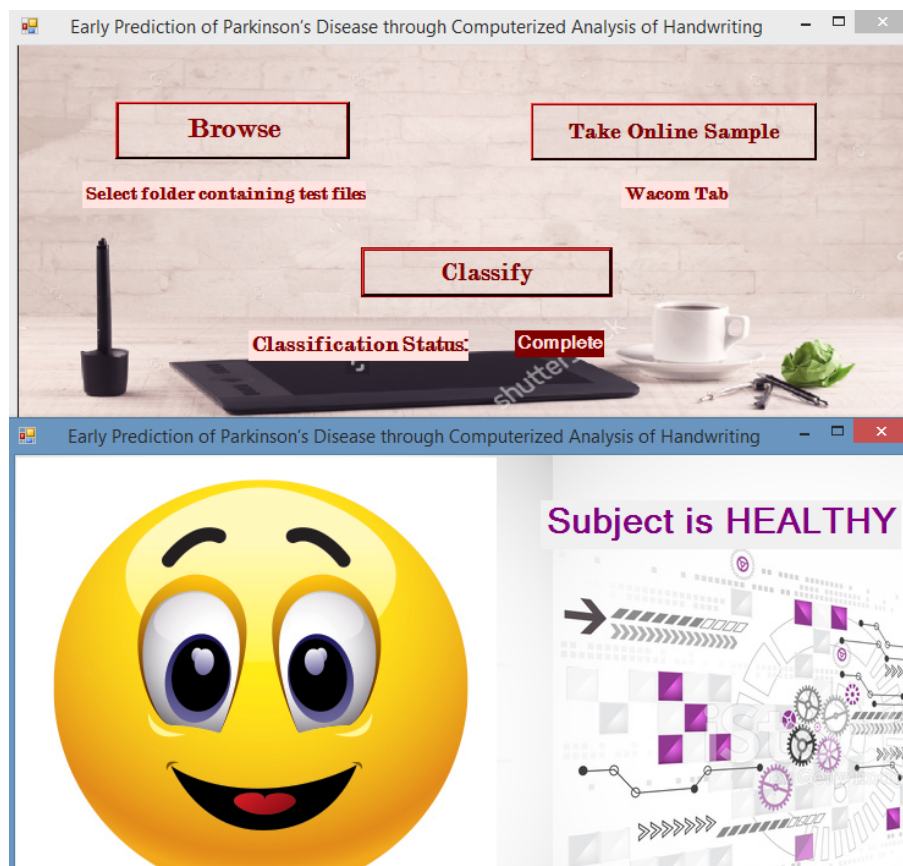 Early Prediction of Parkinson’s Disease through Computerized Analysis of Handwriting
Browse
Take Online Sample
Select folder containing test files
Wacom Tab
Classify
Classification Status:
Complete
Early Prediction of Parkinson’s Disease through Computerized Analysis of Handwriting
Subject is HEALTHY